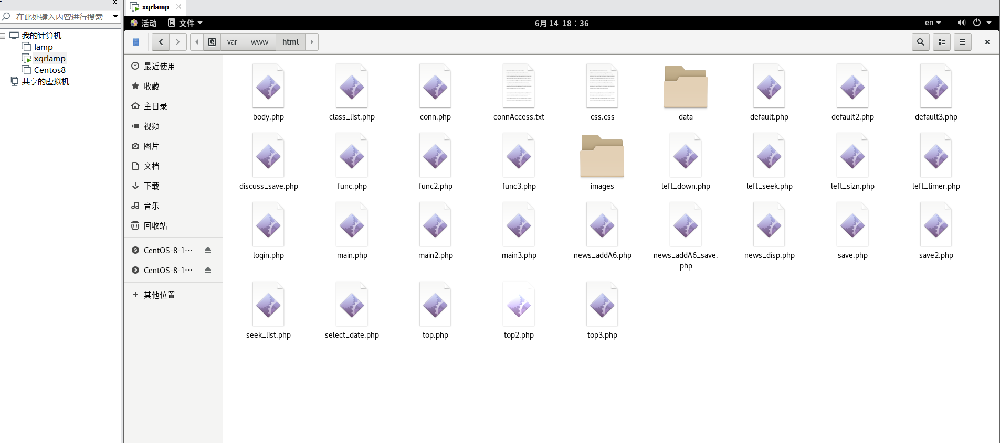 在此处键入内容进行搜索
我的计算机
lamp
xqrlamp
Centos8
共享的虚拟机
xqrlamp
活动 文件 6月 14 18：36 en
var www html
最近使用
收藏
主目录
视频
图片
文档
下载
音乐
回收站
CentOS-8-1···
CentOS-8-1···
其他位置
body.php class_list.php conn.php connAccess.txt css.css data default.php default2.php default3.php
discuss_save.php func.php func2.php func3.php images left_down.php left_seek.php left_sizn.php left_timer.php
login.php main.php main2.php main3.php news_addA6.php news_addA6_save.php news_disp.php save.php save2.php
seek_list.php select_date.php top.php top2.php top3.php